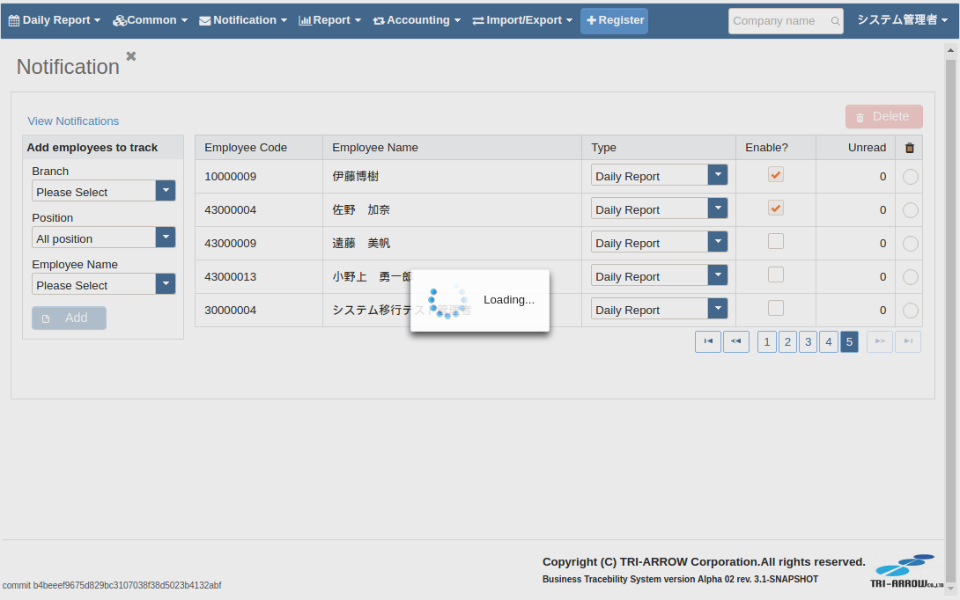 Daily Report Common Notification Report Accounting Import/Export Register Company name システム管理者
Notification
View Notifications
Delete
Add employees to track
Branch
Please Select
Position
All position
Employee Name
Please Select
Add
Employee Code Employee Name Type Enable? Unread
10000009 伊藤博樹 Daily Report 0
43000004 佐野　加奈 Daily Report 0
43000009 遠藤　美帆 Daily Report 0
43000013 小野上　勇一郎 Daily Report 0
30000004 システム移行テスト管理者 Daily Report 0
Loading...
1 2 3 4 5
Copyright (C) TRI-ARROW Corporation.All rights reserved.
Business Tracebility System version Alpha 02 rev. 3.1-SNAPSHOT
TRI-ARROW CO.,LTD
commit b4beeef9675d829bc3107038f38d5023b4132abf